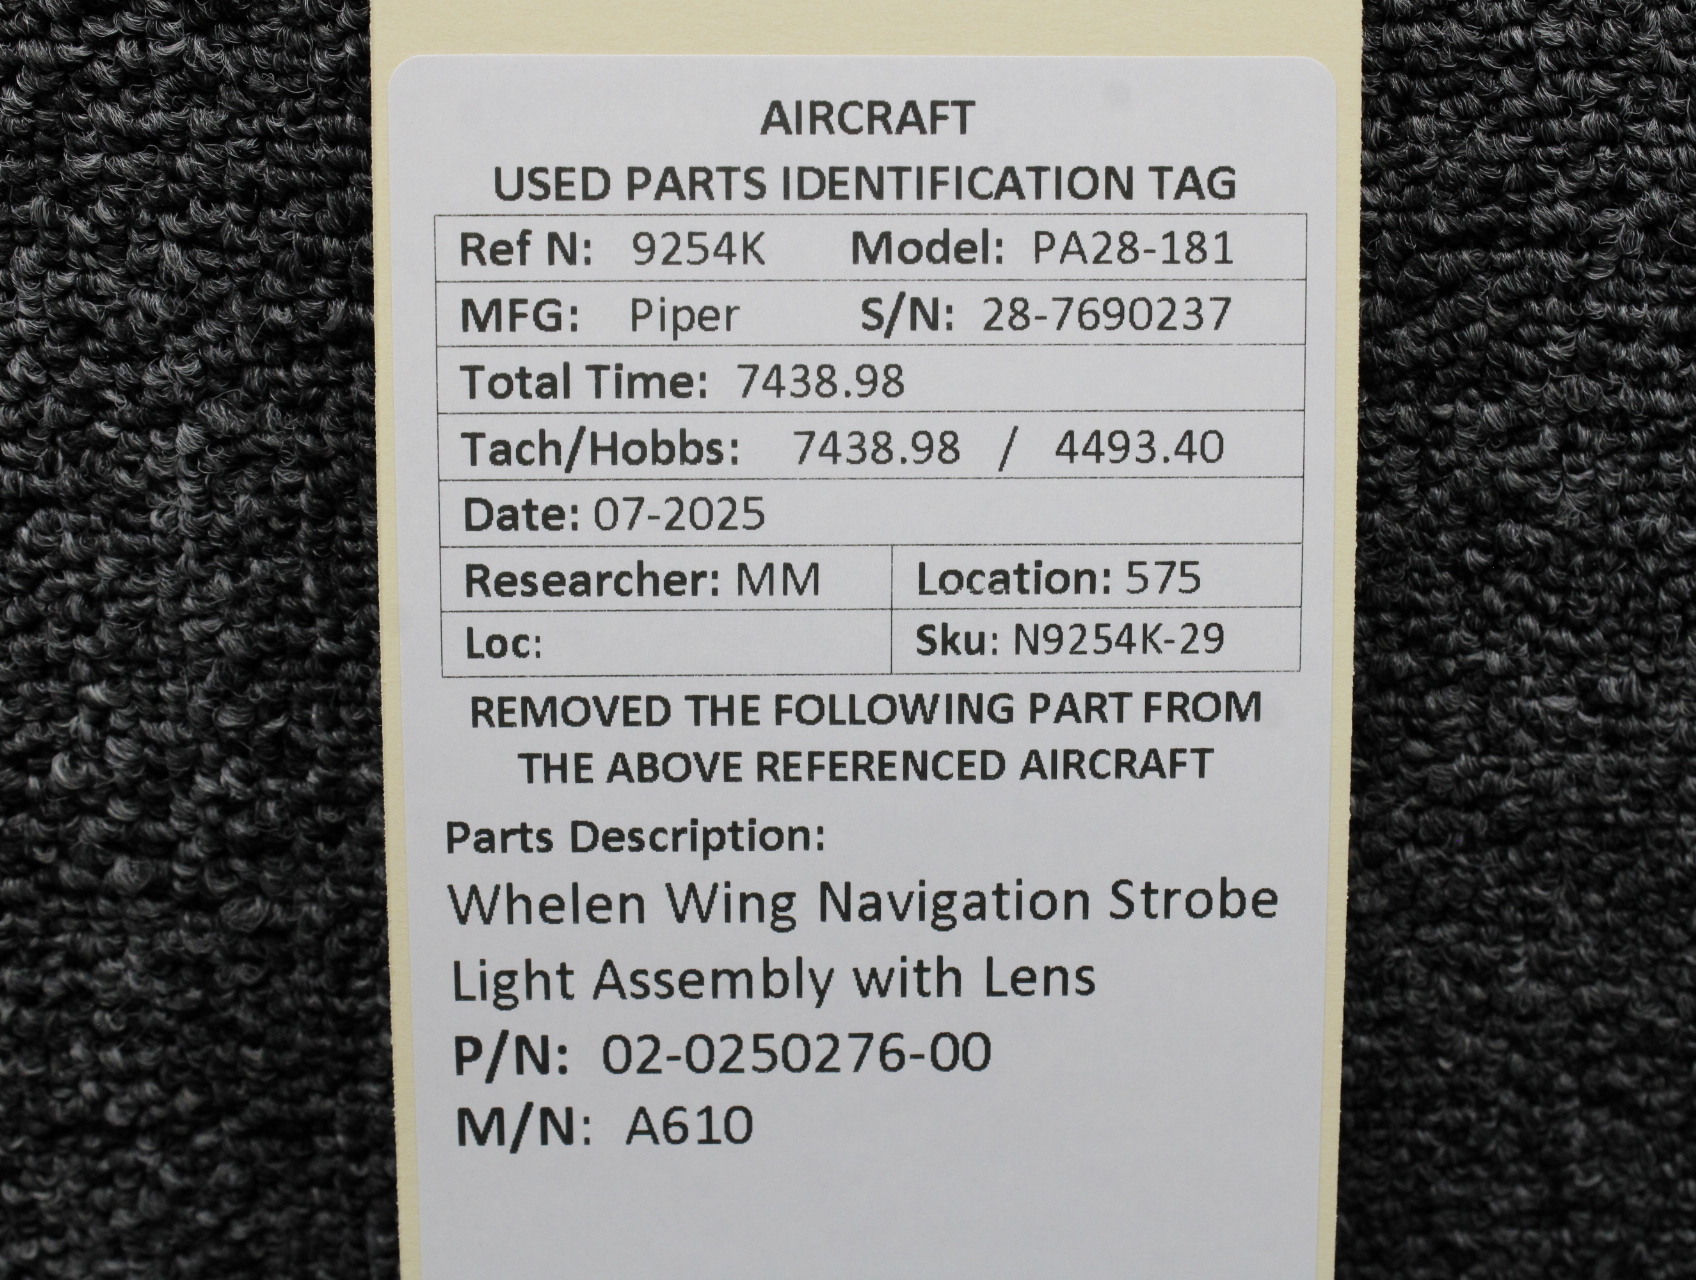 AIRCRAFT
USED PARTS IDENTIFICATION TAG
Ref N: 9254K Model: PA28-181
MFG: Piper S/N: 28-7690237
Total Time: 7438.98
Tach/Hobbs: 7438.98 / 4493.40
Date: 07-2025
Researcher: MM Location: 575
Loc: Sku: N9254K-29
REMOVED THE FOLLOWING PART FROM
THE ABOVE REFERENCED AIRCRAFT
Parts Description:
Whelen Wing Navigation Strobe
Light Assembly with Lens
P/N: 02-0250276-00
M/N: A610